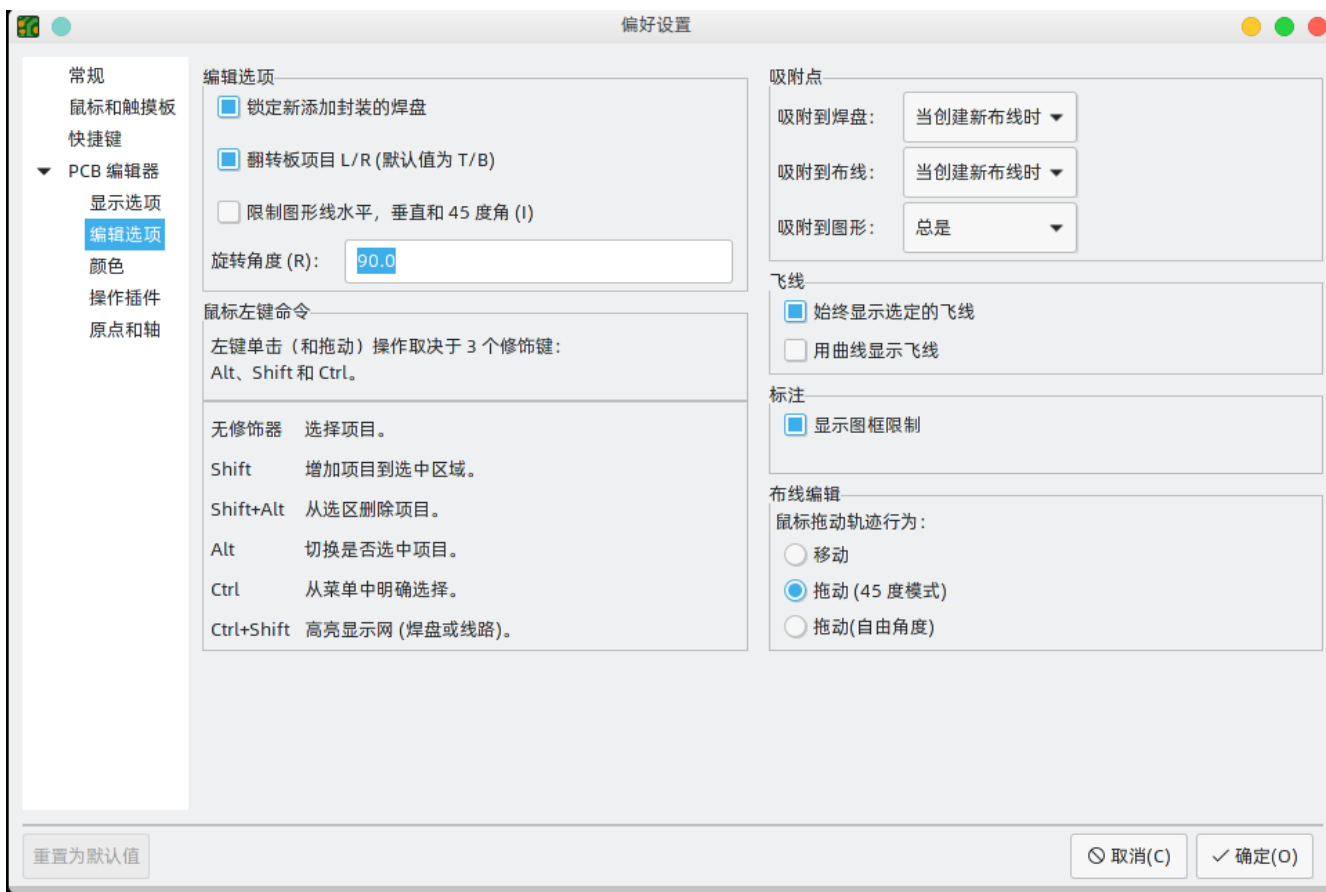 偏好设置
常规
鼠标和触摸板
快捷键
PCB 编辑器
显示选项
编辑选项
颜色
操作插件
原点和轴
编辑选项
锁定新添加封装的焊盘
翻转板项目 L/R (默认值为 T/B)
限制图形线水平，垂直和 45 度角 (I)
旋转角度 (R)：
90.0
鼠标左键命令
左键单击（和拖动）操作取决于 3 个修饰键：
Alt、Shift 和 Ctrl。
无修饰器 选择项目。
Shift 增加项目到选中区域。
Shift+Alt 从选区删除项目。
Alt 切换是否选中项目。
Ctrl 从菜单中明确选择。
Ctrl+Shift 高亮显示网 (焊盘或线路)。
吸附点
吸附到焊盘： 当创建新布线时
吸附到布线： 当创建新布线时
吸附到图形： 总是
飞线
始终显示选定的飞线
用曲线显示飞线
标注
显示图框限制
布线编辑
鼠标拖动轨迹行为：
移动
拖动 (45 度模式)
拖动(自由角度)
重置为默认值
取消(C)
确定(O)